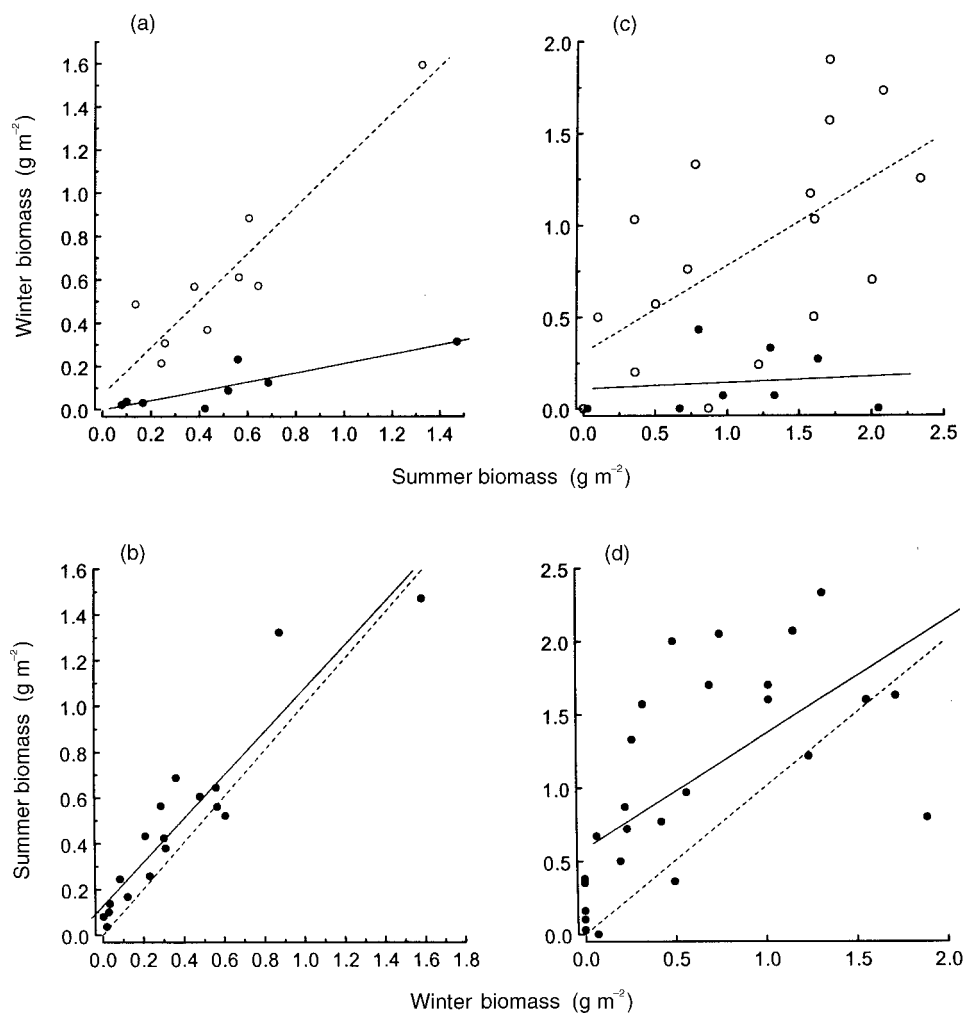 (a)
(c)
Winter biomass (g m⁻²)
1.6
1.4
1.2
1.0
0.8
0.6
0.4
0.2
0.0
0.0 0.2 0.4 0.6 0.8 1.0 1.2 1.4
2.0
1.5
1.0
0.5
0.0
0.0 0.5 1.0 1.5 2.0 2.5
Summer biomass (g m⁻²)
(b)
(d)
Summer biomass (g m⁻²)
1.6
1.4
1.2
1.0
0.8
0.6
0.4
0.2
0.0
0.0 0.2 0.4 0.6 0.8 1.0 1.2 1.4 1.6 1.8
2.5
2.0
1.5
1.0
0.5
0.0
0.0 0.5 1.0 1.5 2.0
Winter biomass (g m⁻²)